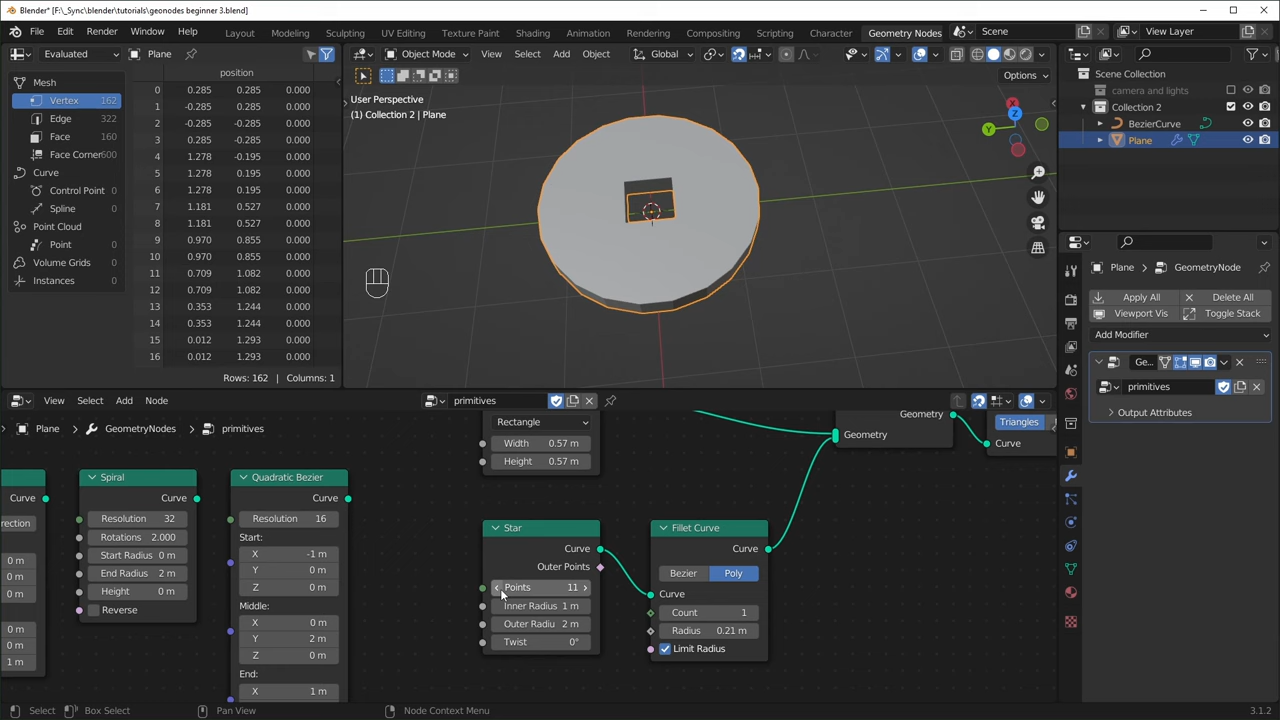 Blender* [F:\_Sync\blender\tutorials\geonodes beginner 3.blend]
File Edit Render Window Help Layout Modeling Sculpting UV Editing Texture Paint Shading Animation Rendering Compositing Scripting Character Geometry Nodes Scene View Layer
Evaluated Plane
Object Mode View Select Add Object Global
Options
position
Mesh
Vertex 162
Edge 322
Face 160
Face Corner 600
Curve
Control Point 0
Spline 0
Point Cloud
Point 0
Volume Grids 0
Instances 0
0 0.285 0.285 0.000
1 -0.285 0.285 0.000
2 -0.285 -0.285 0.000
3 0.285 -0.285 0.000
4 1.278 -0.195 0.000
5 1.278 0.195 0.000
6 1.278 0.195 0.000
7 1.181 0.527 0.000
8 1.181 0.527 0.000
9 0.970 0.855 0.000
10 0.970 0.855 0.000
11 0.709 1.082 0.000
12 0.709 1.082 0.000
13 0.353 1.244 0.000
14 0.353 1.244 0.000
15 0.012 1.293 0.000
16 0.012 1.293 0.000
Rows: 162 | Columns: 1
User Perspective
(1) Collection 2 | Plane
X
Y
Z
Scene Collection
camera and lights
Collection 2
BezierCurve
Plane
Plane GeometryNode
Apply All Delete All
Viewport Vis Toggle Stack
Add Modifier
Ge...
primitives
Output Attributes
View Select Add Node primitives
Plane GeometryNodes primitives
Curve
rection
0 m
0 m
0 m
0 m
0 m
1 m
Spiral
Curve
Resolution 32
Rotations 2.000
Start Radius 0 m
End Radius 2 m
Height 0 m
Reverse
Quadratic Bezier
Curve
Resolution 16
Start:
X -1 m
Y 0 m
Z 0 m
Middle:
X 0 m
Y 2 m
Z 0 m
End:
X 1 m
Rectangle
Width 0.57 m
Height 0.57 m
Star
Curve
Outer Points
Points 11
Inner Radius 1 m
Outer Radiu 2 m
Twist 0°
Fillet Curve
Curve
Bezier Poly
Curve
Count 1
Radius 0.21 m
Limit Radius
Geometry
Geometry
Triangles
Curve
Select Box Select Pan View Node Context Menu 3.1.2